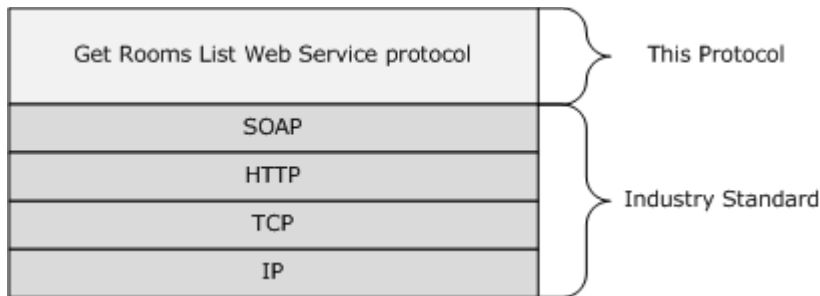 Get Rooms List Web Service protocol
This Protocol
SOAP
HTTP
TCP
IP
Industry Standard